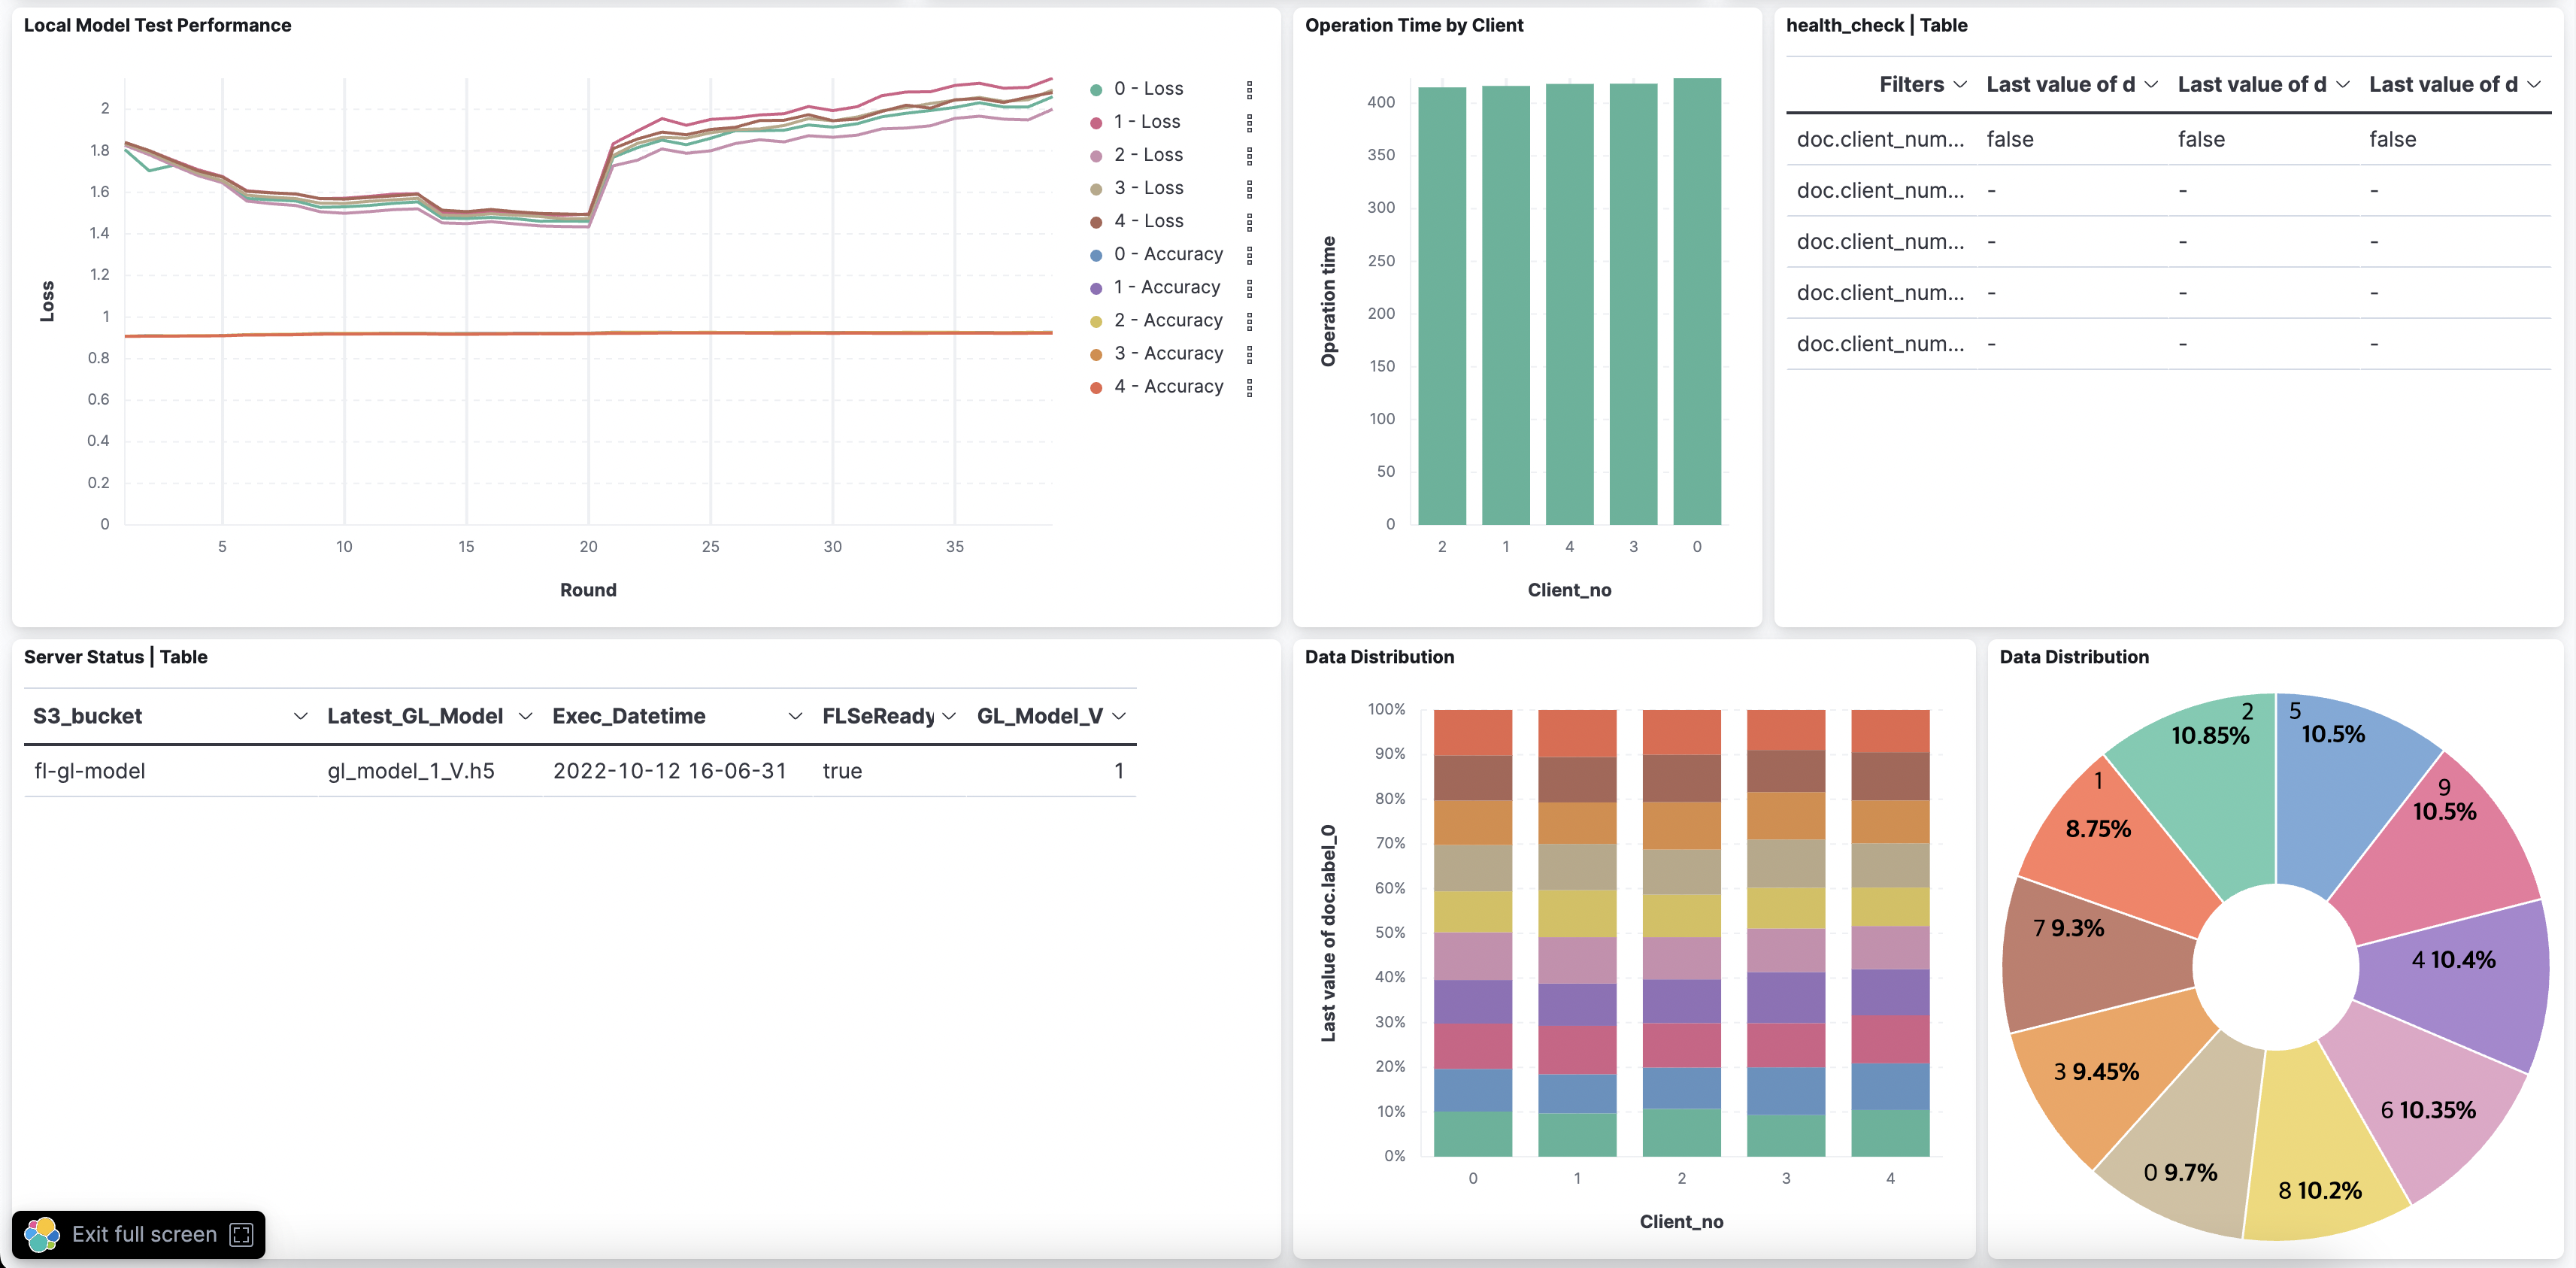 Local Model Test Performance
2
1.8
1.6
1.4
1.2
1
0.8
0.6
0.4
0.2
0
Loss
5 10 15 20 25 30 35
Round
0 - Loss
1 - Loss
2 - Loss
3 - Loss
4 - Loss
0 - Accuracy
1 - Accuracy
2 - Accuracy
3 - Accuracy
4 - Accuracy
Operation Time by Client
400
350
300
250
200
150
100
50
0
Operation time
2 1 4 3 0
Client_no
health_check | Table
Filters Last value of d Last value of d Last value of d
doc.client_num... false false false
doc.client_num... - - -
doc.client_num... - - -
doc.client_num... - - -
doc.client_num... - - -
Server Status | Table
S3_bucket Latest_GL_Model Exec_Datetime FLSeReady GL_Model_V
fl-gl-model gl_model_1_V.h5 2022-10-12 16-06-31 true 1
Exit full screen
Data Distribution
100%
90%
80%
70%
60%
50%
40%
30%
20%
10%
0%
Last value of doc.label_0
0 1 2 3 4
Client_no
Data Distribution
5
10.5%
9
10.5%
4 10.4%
6 10.35%
8 10.2%
0 9.7%
3 9.45%
7 9.3%
1
8.75%
2
10.85%